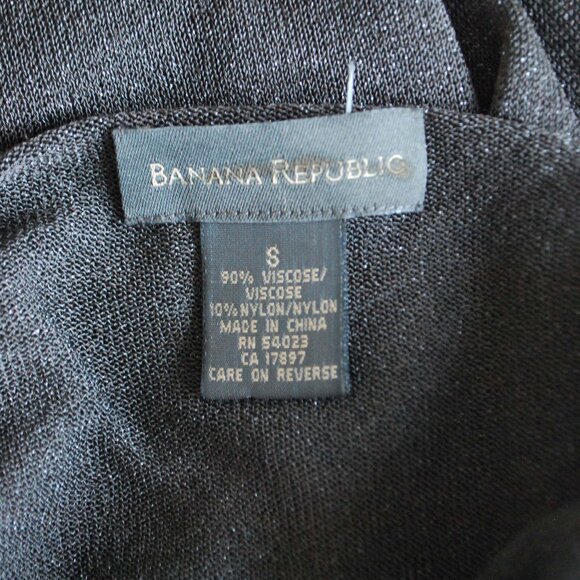 BANANA REPUBLIC
S
90% VISCOSE/
VISCOSE
10% NYLON/NYLON
MADE IN CHINA
RN 54023
CA 17897
CARE ON REVERSE